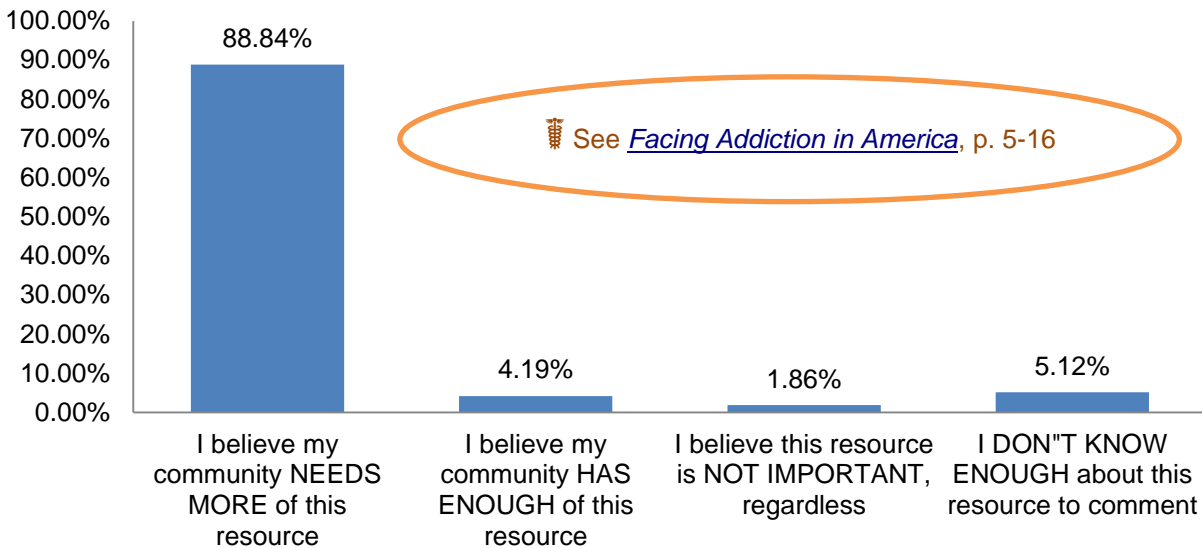 100.00%
90.00%
80.00%
70.00%
60.00%
50.00%
40.00%
30.00%
20.00%
10.00%
0.00%
88.84%
4.19%
1.86%
5.12%
See Facing Addiction in America, p. 5-16
I believe my
community NEEDS
MORE of this
resource
I believe my
community HAS
ENOUGH of this
resource
I believe this resource
is NOT IMPORTANT,
regardless
I DON"T KNOW
ENOUGH about this
resource to comment